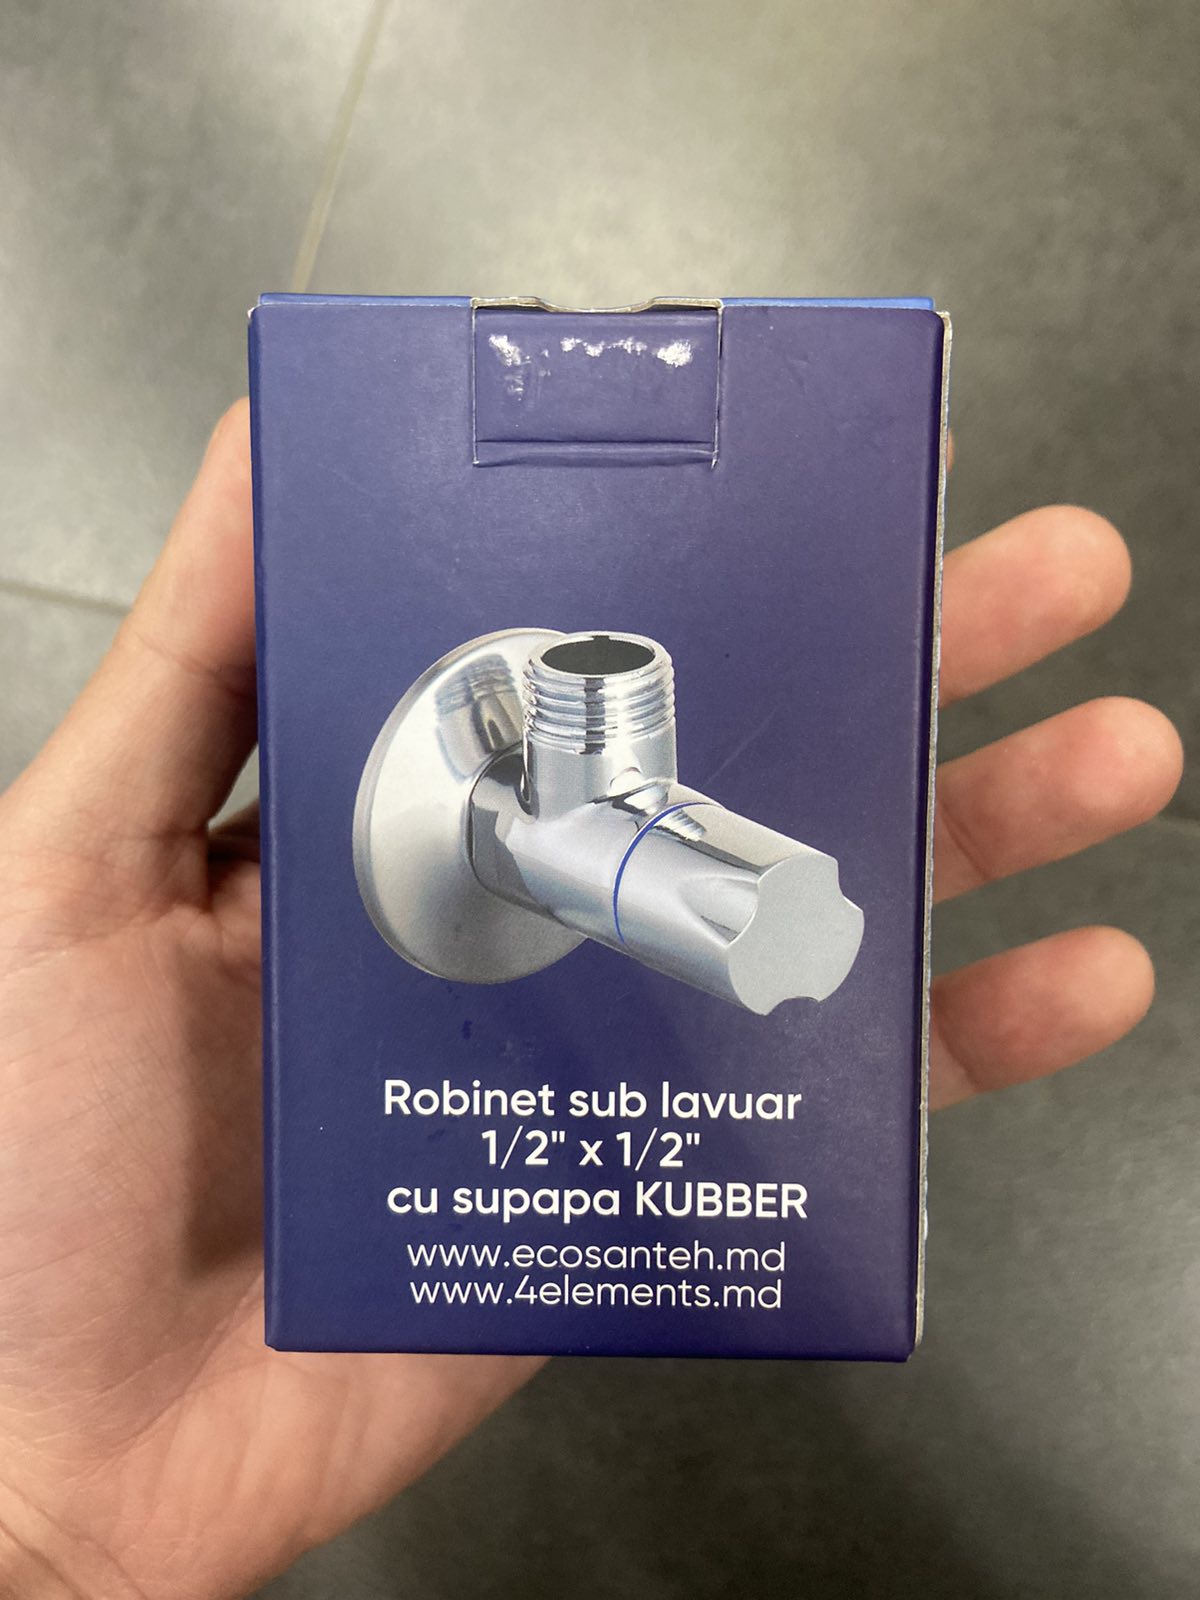 Robinet sub lavuar
1/2" x 1/2"
cu supapa KUBBER
www.ecosanteh.md
www.4elements.md